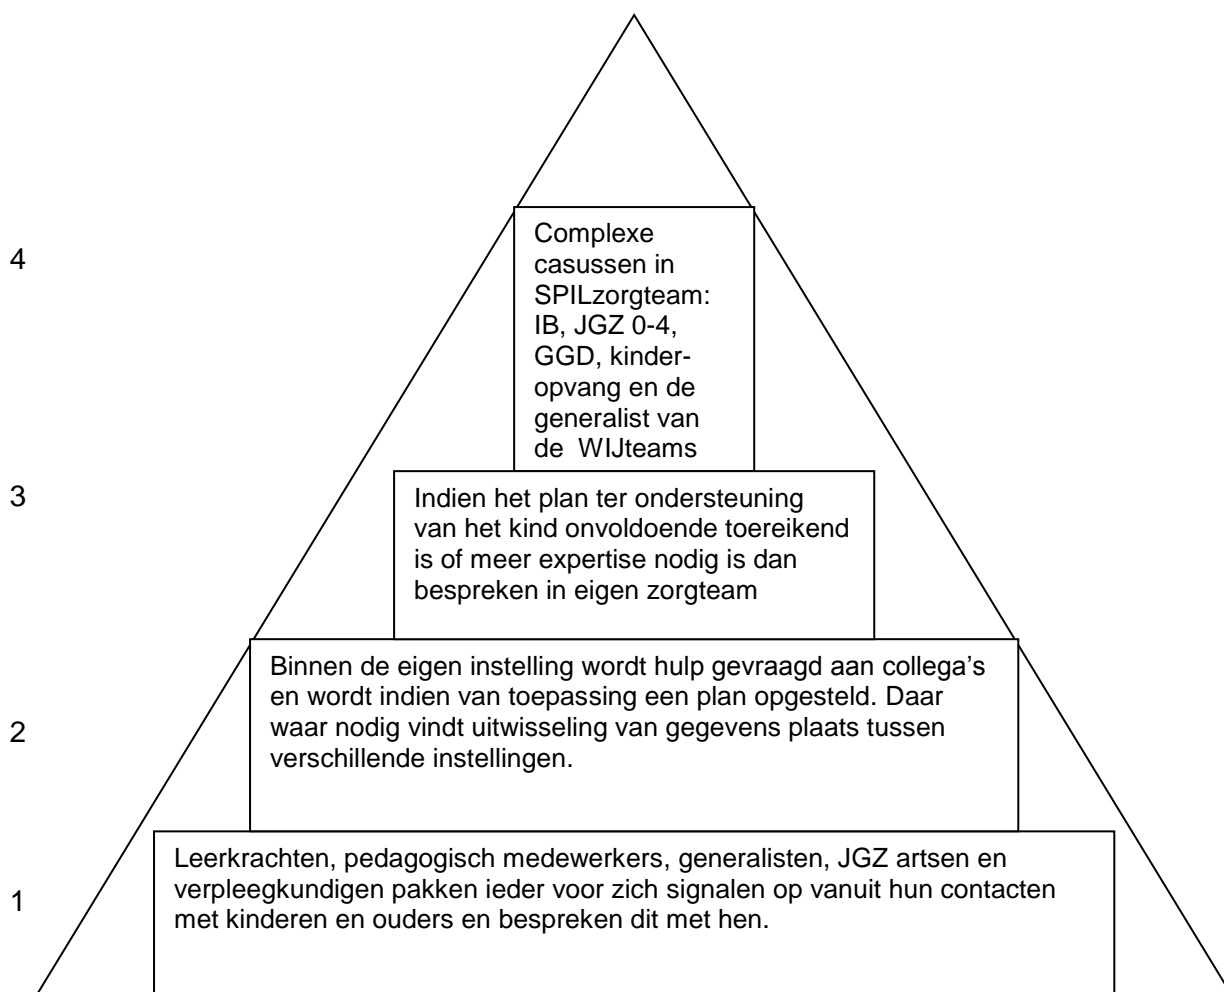 4
Complexe
casussen in
SPILzorgteam:
IB, JGZ 0-4,
GGD, kinder-
opvang en de
generalist van
de WIJteams
3
Indien het plan ter ondersteuning
van het kind onvoldoende toereikend
is of meer expertise nodig is dan
bespreken in eigen zorgteam
2
Binnen de eigen instelling wordt hulp gevraagd aan collega’s
en wordt indien van toepassing een plan opgesteld. Daar
waar nodig vindt uitwisseling van gegevens plaats tussen
verschillende instellingen.
1
Leerkrachten, pedagogisch medewerkers, generalisten, JGZ artsen en
verpleegkundigen pakken ieder voor zich signalen op vanuit hun contacten
met kinderen en ouders en bespreken dit met hen.